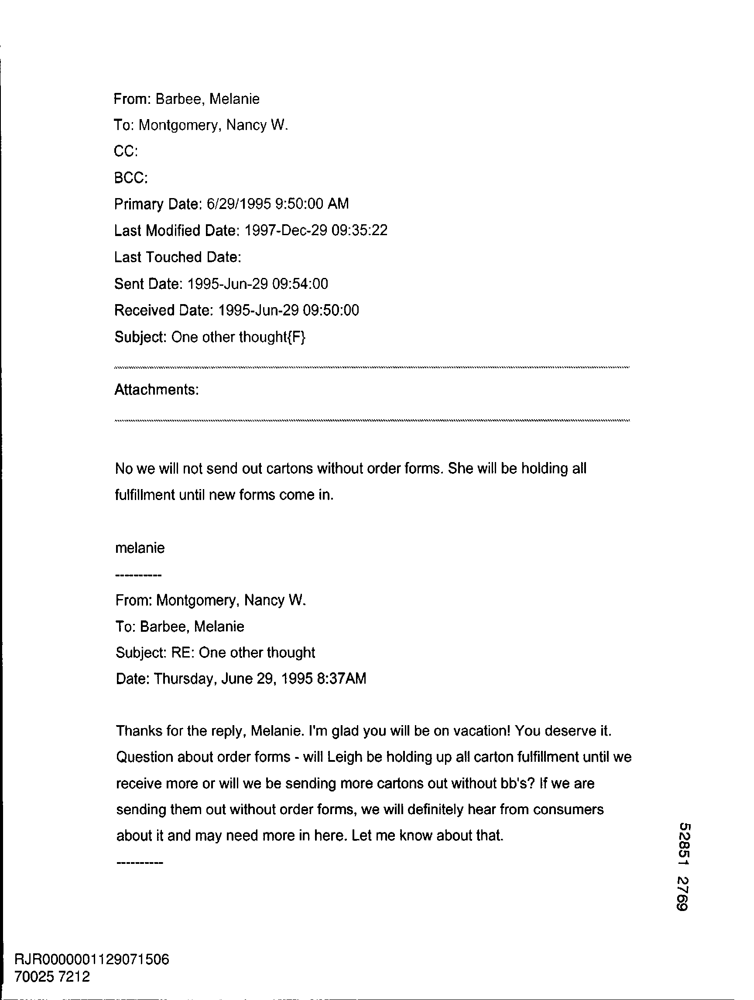 From: Barbee, Melanie
To: Montgomery, Nancy W.
CC:
BCC:
Primary Date: 6/29/1995 9:50:00 AM
Last Modified Date: 1997-Dec-29 09:35:22
Last Touched Date:
Sent Date: 1995-Jun-29 09:54:00
Received Date: 1995-Jun-29 09:50:00
Subject: One other thought{F}
Attachments:
No we will not send out cartons without order forms. She will be holding all
fulfillment until new forms come in.
melanie
----------
From: Montgomery, Nancy W.
To: Barbee, Melanie
Subject: RE: One other thought
Date: Thursday, June 29, 1995 8:37AM
Thanks for the reply, Melanie. I'm glad you will be on vacation! You deserve it.
Question about order forms - will Leigh be holding up all carton fulfillment until we
receive more or will we be sending more cartons out without bb's? If we are
sending them out without order forms, we will definitely hear from consumers
about it and may need more in here. Let me know about that.
----------
52851 2769
RJR0000001129071506
70025 7212